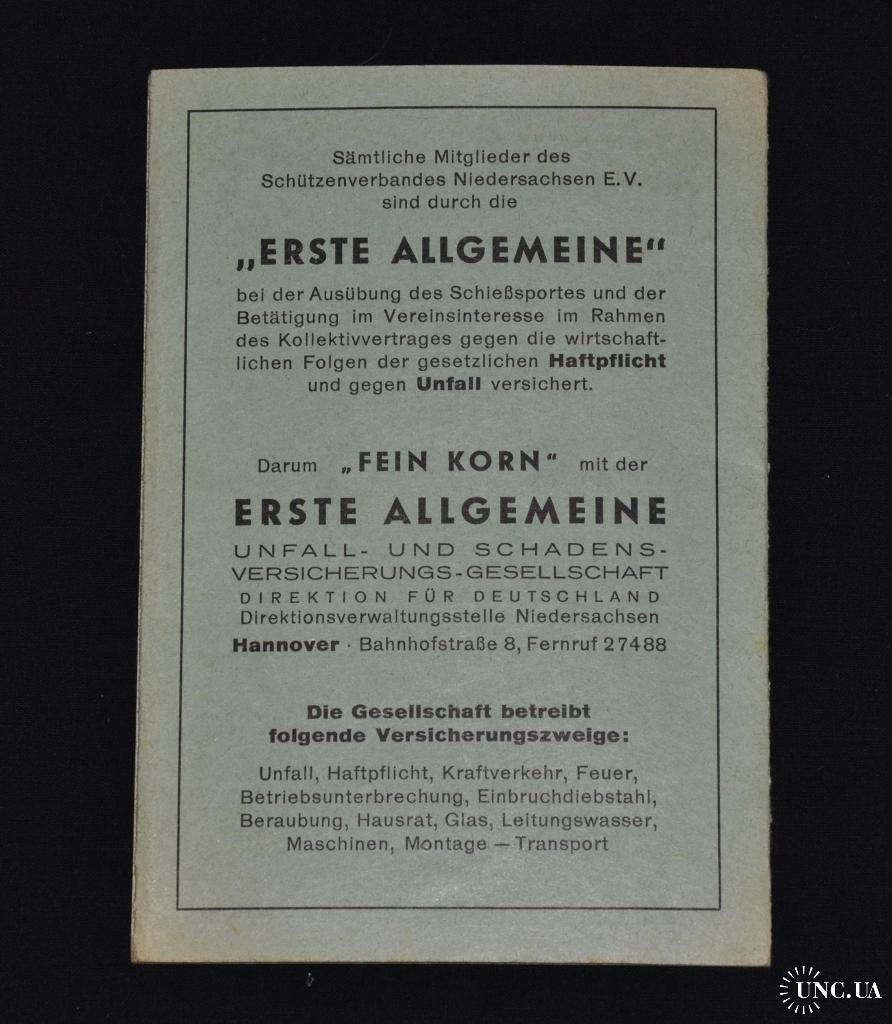 Sämtliche Mitglieder des
Schützenverbandes Niedersachsen E.V.
sind durch die
„ERSTE ALLGEMEINE“
bei der Ausübung des Schießsportes und der
Betätigung im Vereinsinteresse im Rahmen
des Kollektivvertrages gegen die wirtschaft-
lichen Folgen der gesetzlichen Haftpflicht
und gegen Unfall versichert.
Darum „FEIN KORN“ mit der
ERSTE ALLGEMEINE
UNFALL- UND SCHADENS-
VERSICHERUNGS-GESELLSCHAFT
DIREKTION FÜR DEUTSCHLAND
Direktionsverwaltungsstelle Niedersachsen
Hannover · Bahnhofstraße 8, Fernruf 27488
Die Gesellschaft betreibt
folgende Versicherungszweige:
Unfall, Haftpflicht, Kraftverkehr, Feuer,
Betriebsunterbrechung, Einbruchdiebstahl,
Beraubung, Hausrat, Glas, Leitungswasser,
Maschinen, Montage — Transport
UNC.UA